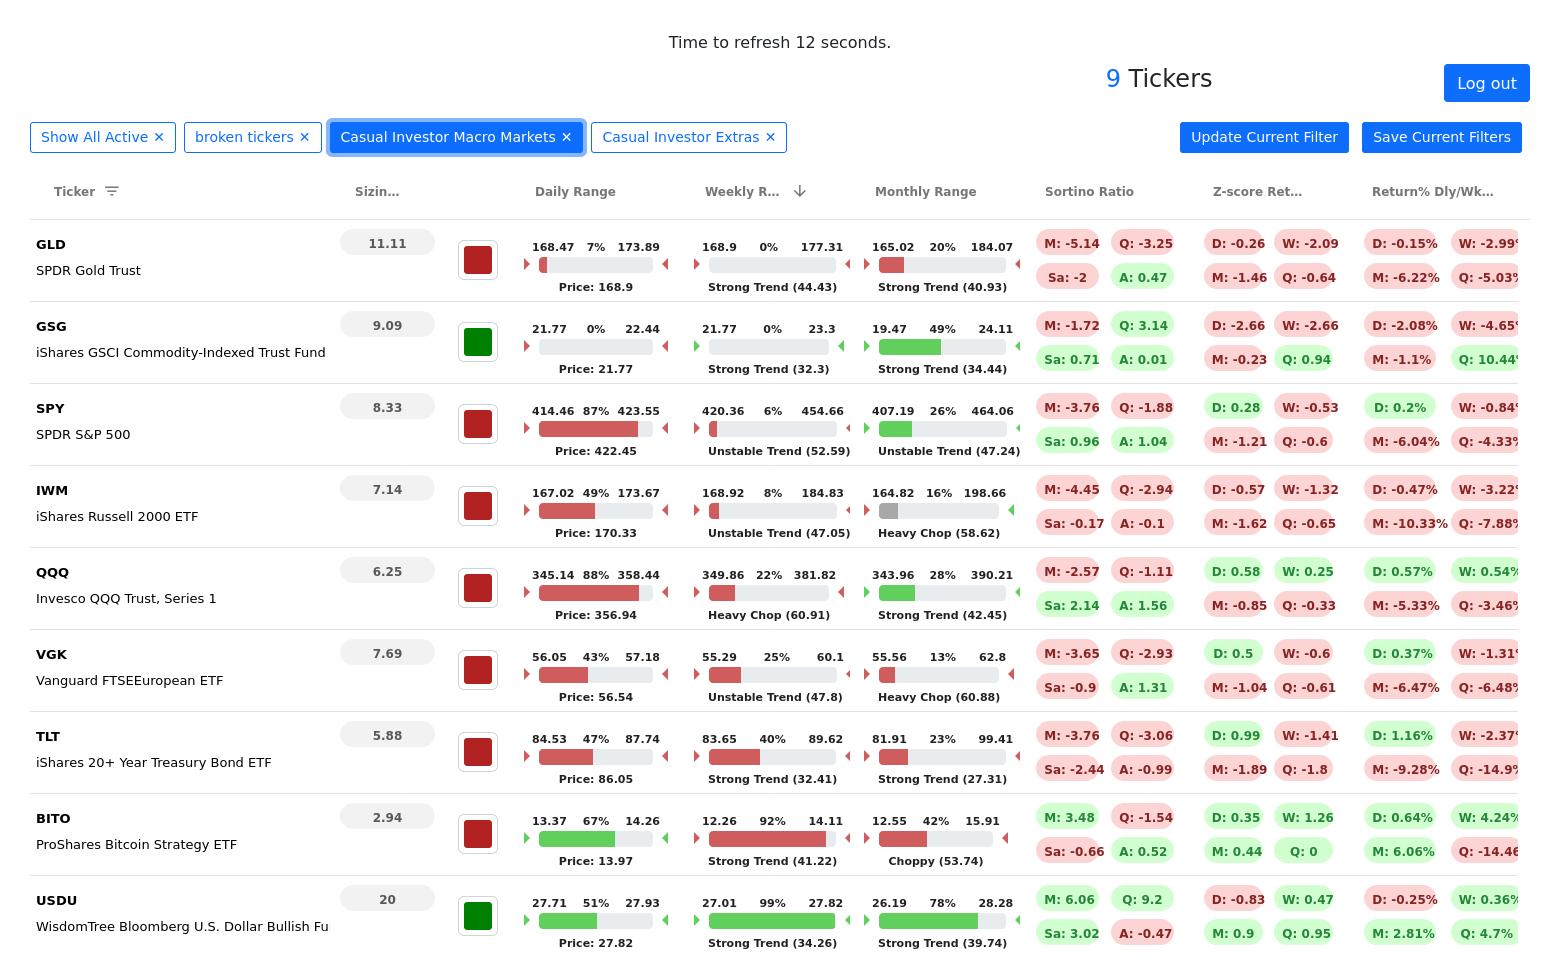 Time to refresh 12 seconds.
9 Tickers
Log out
Show All Active ✕ broken tickers ✕ Casual Investor Macro Markets ✕ Casual Investor Extras ✕ Update Current Filter Save Current Filters
Ticker Sizin… Daily Range Weekly R… Monthly Range Sortino Ratio Z-score Ret… Return% Dly/Wk…
GLD 11.11 168.47 7% 173.89 168.9 0% 177.31 165.02 20% 184.07 M: -5.14 Q: -3.25 D: -0.26 W: -2.09 D: -0.15% W: -2.99%
SPDR Gold Trust Price: 168.9 Strong Trend (44.43) Strong Trend (40.93) Sa: -2 A: 0.47 M: -1.46 Q: -0.64 M: -6.22% Q: -5.03%
GSG 9.09 21.77 0% 22.44 21.77 0% 23.3 19.47 49% 24.11 M: -1.72 Q: 3.14 D: -2.66 W: -2.66 D: -2.08% W: -4.65%
iShares GSCI Commodity-Indexed Trust Fund Price: 21.77 Strong Trend (32.3) Strong Trend (34.44) Sa: 0.71 A: 0.01 M: -0.23 Q: 0.94 M: -1.1% Q: 10.44%
SPY 8.33 414.46 87% 423.55 420.36 6% 454.66 407.19 26% 464.06 M: -3.76 Q: -1.88 D: 0.28 W: -0.53 D: 0.2% W: -0.84%
SPDR S&P 500 Price: 422.45 Unstable Trend (52.59) Unstable Trend (47.24) Sa: 0.96 A: 1.04 M: -1.21 Q: -0.6 M: -6.04% Q: -4.33%
IWM 7.14 167.02 49% 173.67 168.92 8% 184.83 164.82 16% 198.66 M: -4.45 Q: -2.94 D: -0.57 W: -1.32 D: -0.47% W: -3.22%
iShares Russell 2000 ETF Price: 170.33 Unstable Trend (47.05) Heavy Chop (58.62) Sa: -0.17 A: -0.1 M: -1.62 Q: -0.65 M: -10.33% Q: -7.88%
QQQ 6.25 345.14 88% 358.44 349.86 22% 381.82 343.96 28% 390.21 M: -2.57 Q: -1.11 D: 0.58 W: 0.25 D: 0.57% W: 0.54%
Invesco QQQ Trust, Series 1 Price: 356.94 Heavy Chop (60.91) Strong Trend (42.45) Sa: 2.14 A: 1.56 M: -0.85 Q: -0.33 M: -5.33% Q: -3.46%
VGK 7.69 56.05 43% 57.18 55.29 25% 60.1 55.56 13% 62.8 M: -3.65 Q: -2.93 D: 0.5 W: -0.6 D: 0.37% W: -1.31%
Vanguard FTSEEuropean ETF Price: 56.54 Unstable Trend (47.8) Heavy Chop (60.88) Sa: -0.9 A: 1.31 M: -1.04 Q: -0.61 M: -6.47% Q: -6.48%
TLT 5.88 84.53 47% 87.74 83.65 40% 89.62 81.91 23% 99.41 M: -3.76 Q: -3.06 D: 0.99 W: -1.41 D: 1.16% W: -2.37%
iShares 20+ Year Treasury Bond ETF Price: 86.05 Strong Trend (32.41) Strong Trend (27.31) Sa: -2.44 A: -0.99 M: -1.89 Q: -1.8 M: -9.28% Q: -14.9%
BITO 2.94 13.37 67% 14.26 12.26 92% 14.11 12.55 42% 15.91 M: 3.48 Q: -1.54 D: 0.35 W: 1.26 D: 0.64% W: 4.24%
ProShares Bitcoin Strategy ETF Price: 13.97 Strong Trend (41.22) Choppy (53.74) Sa: -0.66 A: 0.52 M: 0.44 Q: 0 M: 6.06% Q: -14.46
USDU 20 27.71 51% 27.93 27.01 99% 27.82 26.19 78% 28.28 M: 6.06 Q: 9.2 D: -0.83 W: 0.47 D: -0.25% W: 0.36%
WisdomTree Bloomberg U.S. Dollar Bullish Fu Price: 27.82 Strong Trend (34.26) Strong Trend (39.74) Sa: 3.02 A: -0.47 M: 0.9 Q: 0.95 M: 2.81% Q: 4.7%